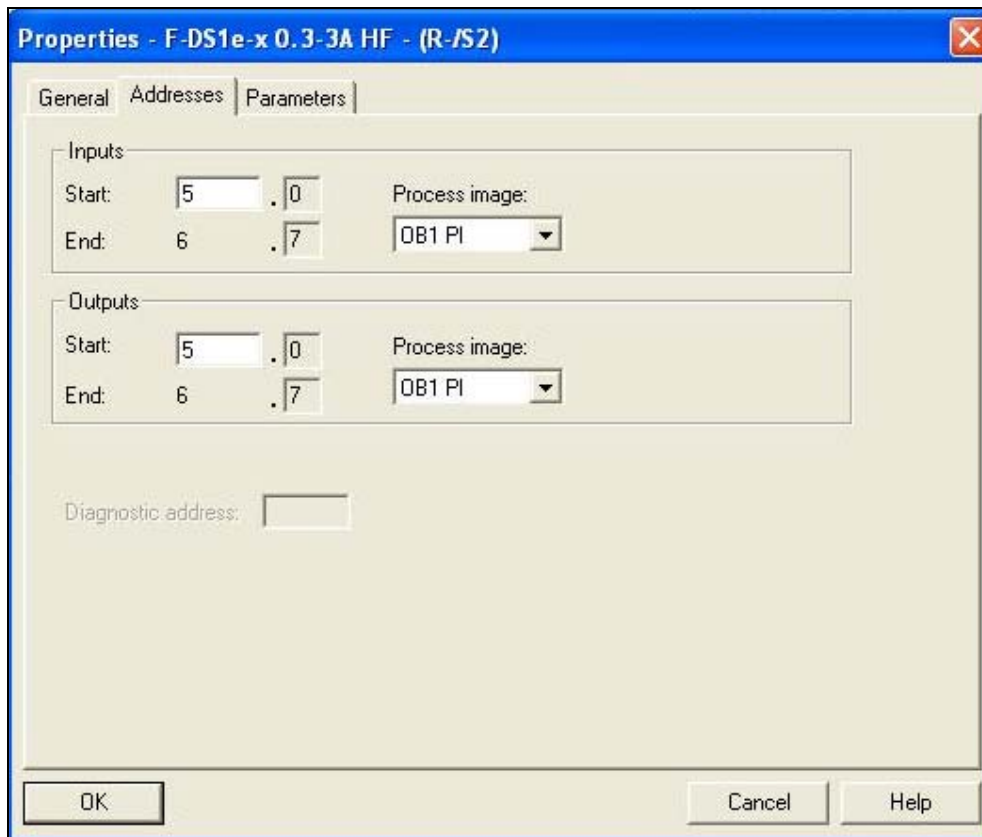 Properties - F-DS1e-x 0.3-3A HF - (R-/S2)
General Addresses Parameters
Inputs
Start: 5 . 0 Process image:
End: 6 . 7 OB1 PI
Outputs
Start: 5 . 0 Process image:
End: 6 . 7 OB1 PI
Diagnostic address:
OK Cancel Help